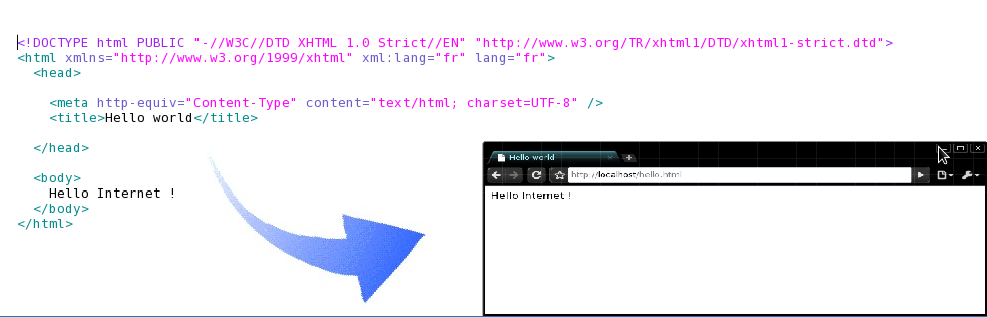 <!DOCTYPE html PUBLIC "-//W3C//DTD XHTML 1.0 Strict//EN" "http://www.w3.org/TR/xhtml1/DTD/xhtml1-strict.dtd">
<html xmlns="http://www.w3.org/1999/xhtml" xml:lang="fr" lang="fr">
<head>
<meta http-equiv="Content-Type" content="text/html; charset=UTF-8" />
<title>Hello world</title>
</head>
<body>
Hello Internet !
</body>
</html>
Hello world
http://localhost/hello.html
Hello Internet !